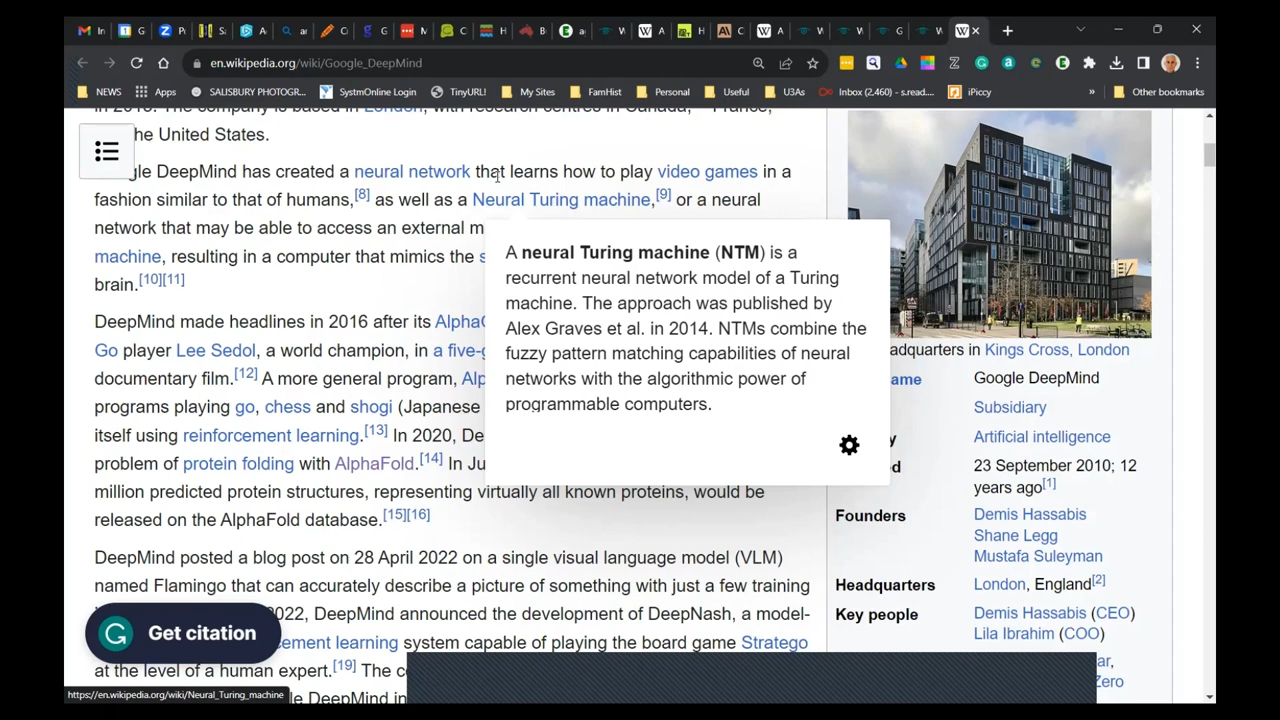 en.wikipedia.org/wiki/Google_DeepMind
NEWS
Apps
SALISBURY PHOTOGR...
SystmOnline Login
TinyURL!
My Sites
FamHist
Personal
Useful
U3As
Inbox (2,460) - s.read....
iPiccy
»
Other bookmarks
in 2015. The company is based in London, with research centres in Canada, France,
the United States.
gle DeepMind has created a neural network that learns how to play video games in a
fashion similar to that of humans,[8] as well as a Neural Turing machine,[9] or a neural
network that may be able to access an external m
machine, resulting in a computer that mimics the s
brain.[10][11]
DeepMind made headlines in 2016 after its AlphaG
Go player Lee Sedol, a world champion, in a five-g
documentary film.[12] A more general program, Alp
programs playing go, chess and shogi (Japanese
itself using reinforcement learning.[13] In 2020, De
problem of protein folding with AlphaFold.[14] In Ju
million predicted protein structures, representing virtually all known proteins, would be
released on the AlphaFold database.[15][16]
DeepMind posted a blog post on 28 April 2022 on a single visual language model (VLM)
named Flamingo that can accurately describe a picture of something with just a few training
2022, DeepMind announced the development of DeepNash, a model-
cement learning system capable of playing the board game Stratego
at the level of a human expert.[19] The co
le DeepMind in
A neural Turing machine (NTM) is a
recurrent neural network model of a Turing
machine. The approach was published by
Alex Graves et al. in 2014. NTMs combine the
fuzzy pattern matching capabilities of neural
networks with the algorithmic power of
programmable computers.
adquarters in Kings Cross, London
ame Google DeepMind
Subsidiary
y Artificial intelligence
ed 23 September 2010; 12
years ago[1]
Founders Demis Hassabis
Shane Legg
Mustafa Suleyman
Headquarters London, England[2]
Key people Demis Hassabis (CEO)
Lila Ibrahim (COO)
ar,
Zero
Get citation
https://en.wikipedia.org/wiki/Neural_Turing_machine